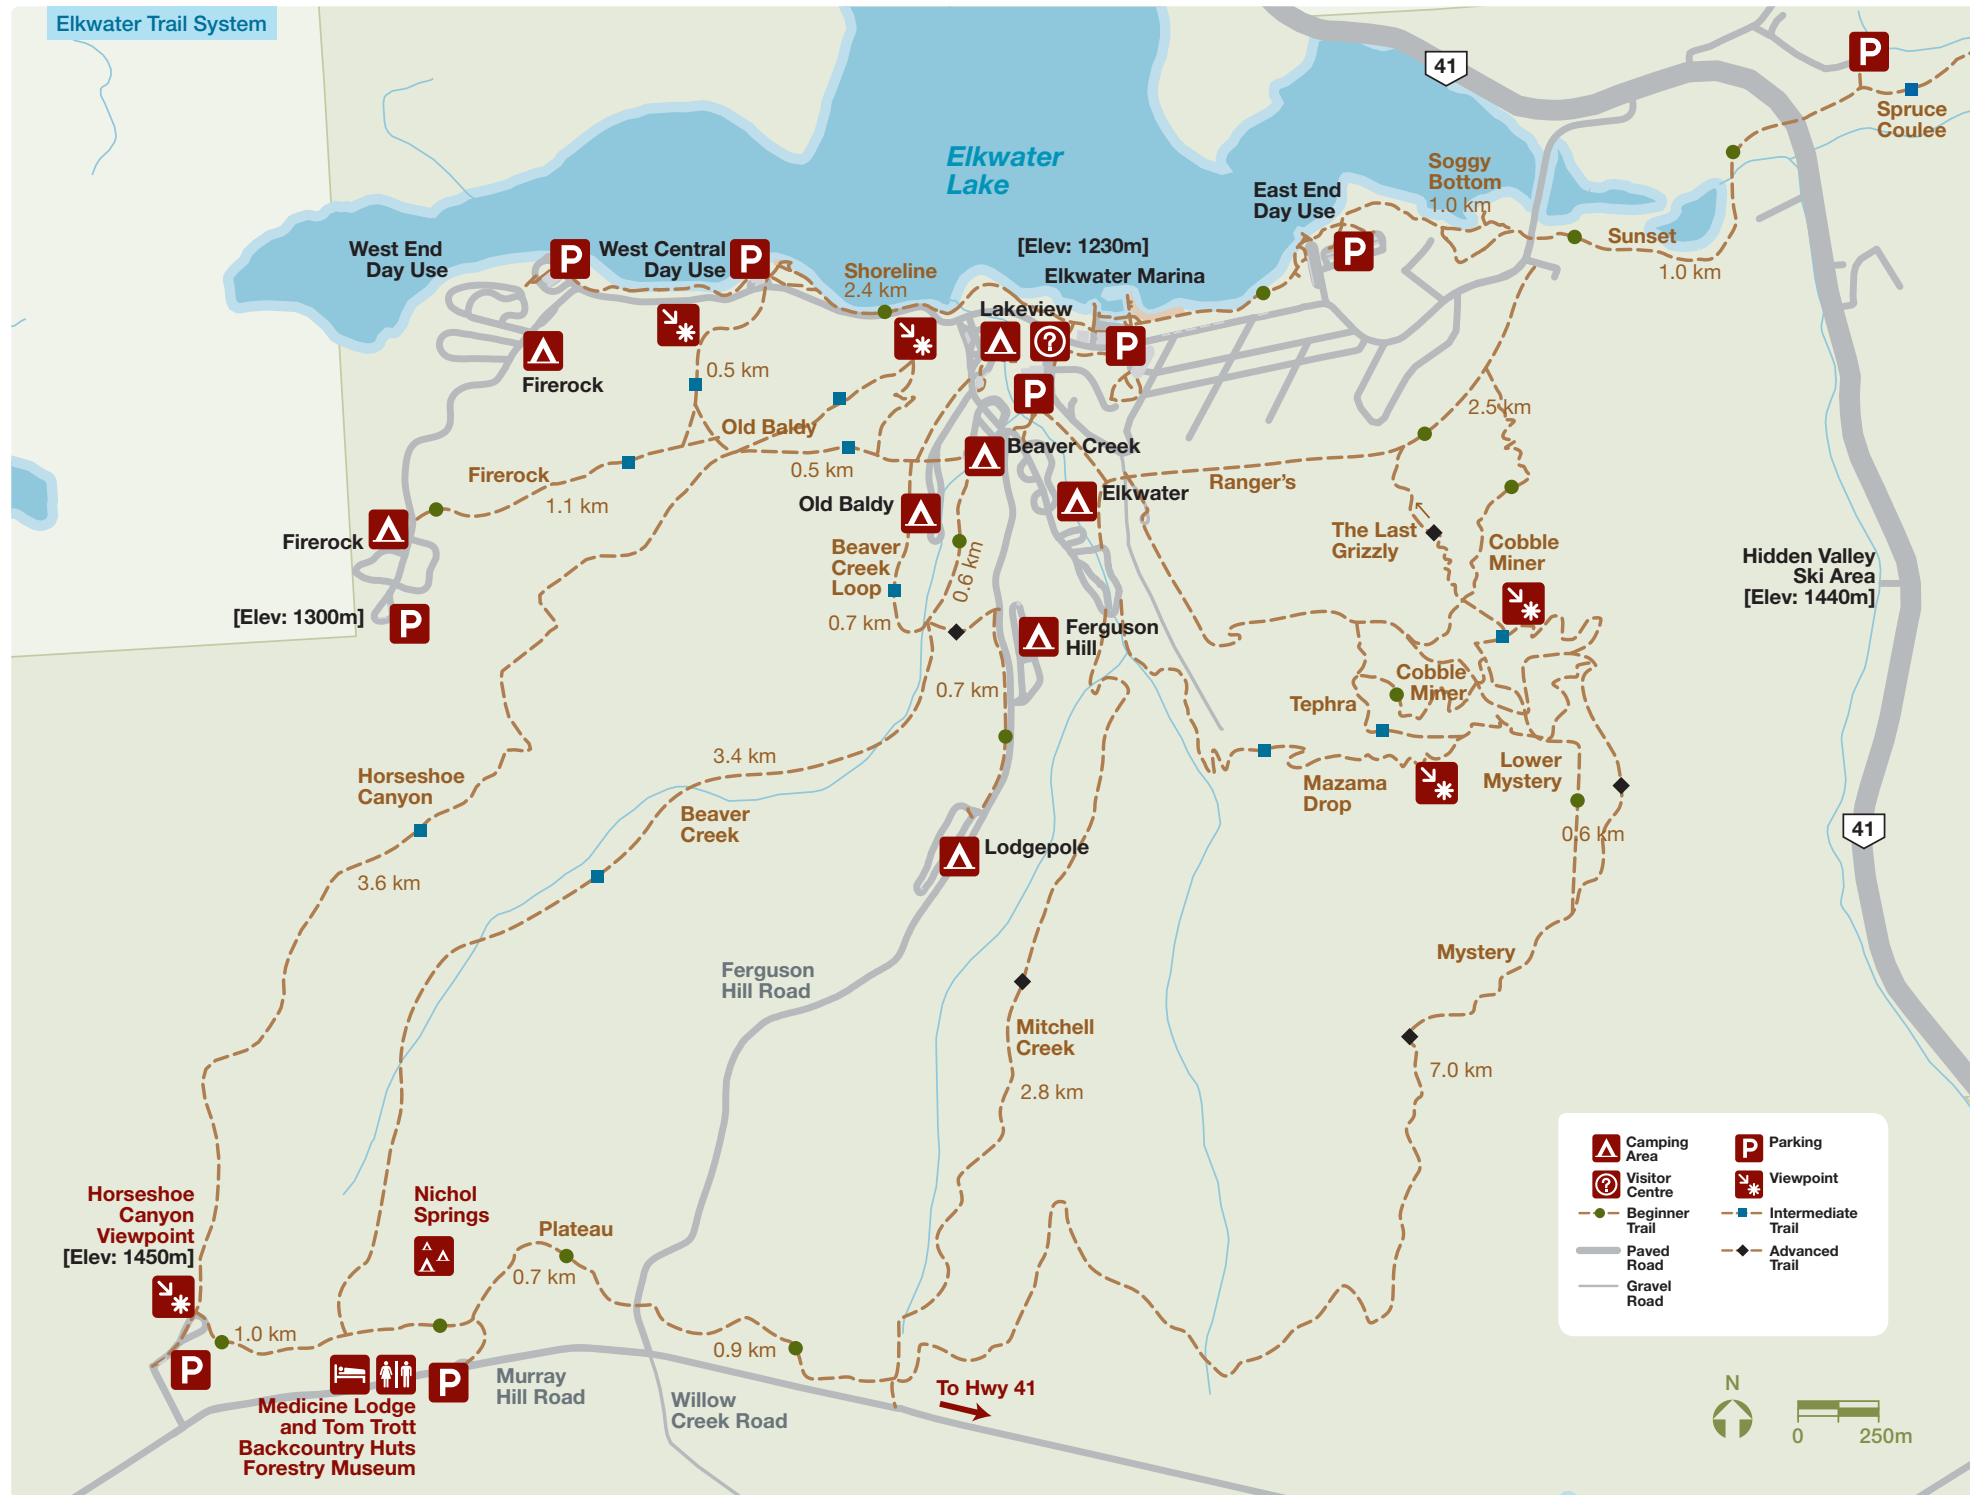 Elkwater Trail System
41
P
Spruce
Coulee
Elkwater
Lake
Soggy
Bottom
1.0 km
East End
Day Use
P
Sunset
1.0 km
West End
Day Use
P
West Central
Day Use
P
Shoreline
2.4 km
[Elev: 1230m]
Elkwater Marina
Lakeview
?
P
P
Firerock
0.5 km
Old Baldy
0.5 km
2.5 km
Beaver Creek
Firerock
1.1 km
Ranger's
Old Baldy
Elkwater
Firerock
The Last
Grizzly
Cobble
Miner
Beaver
Creek
Loop
0.6 km
0.7 km
Hidden Valley
Ski Area
[Elev: 1440m]
[Elev: 1300m]
P
Ferguson
Hill
0.7 km
Cobble
Miner
Tephra
Horseshoe
Canyon
3.4 km
Mazama
Drop
Lower
Mystery
Beaver
Creek
41
0.6 km
Lodgepole
3.6 km
Ferguson
Hill Road
Mystery
Mitchell
Creek
2.8 km
7.0 km
Horseshoe
Canyon
Viewpoint
[Elev: 1450m]
Nichol
Springs
Plateau
0.7 km
1.0 km
P
P
0.9 km
Murray
Hill Road
Willow
Creek Road
To Hwy 41
Medicine Lodge
and Tom Trott
Backcountry Huts
Forestry Museum
Camping
Area
P
Parking
?
Visitor
Centre
Viewpoint
Beginner
Trail
Intermediate
Trail
Paved
Road
Advanced
Trail
Gravel
Road
N
0
250m